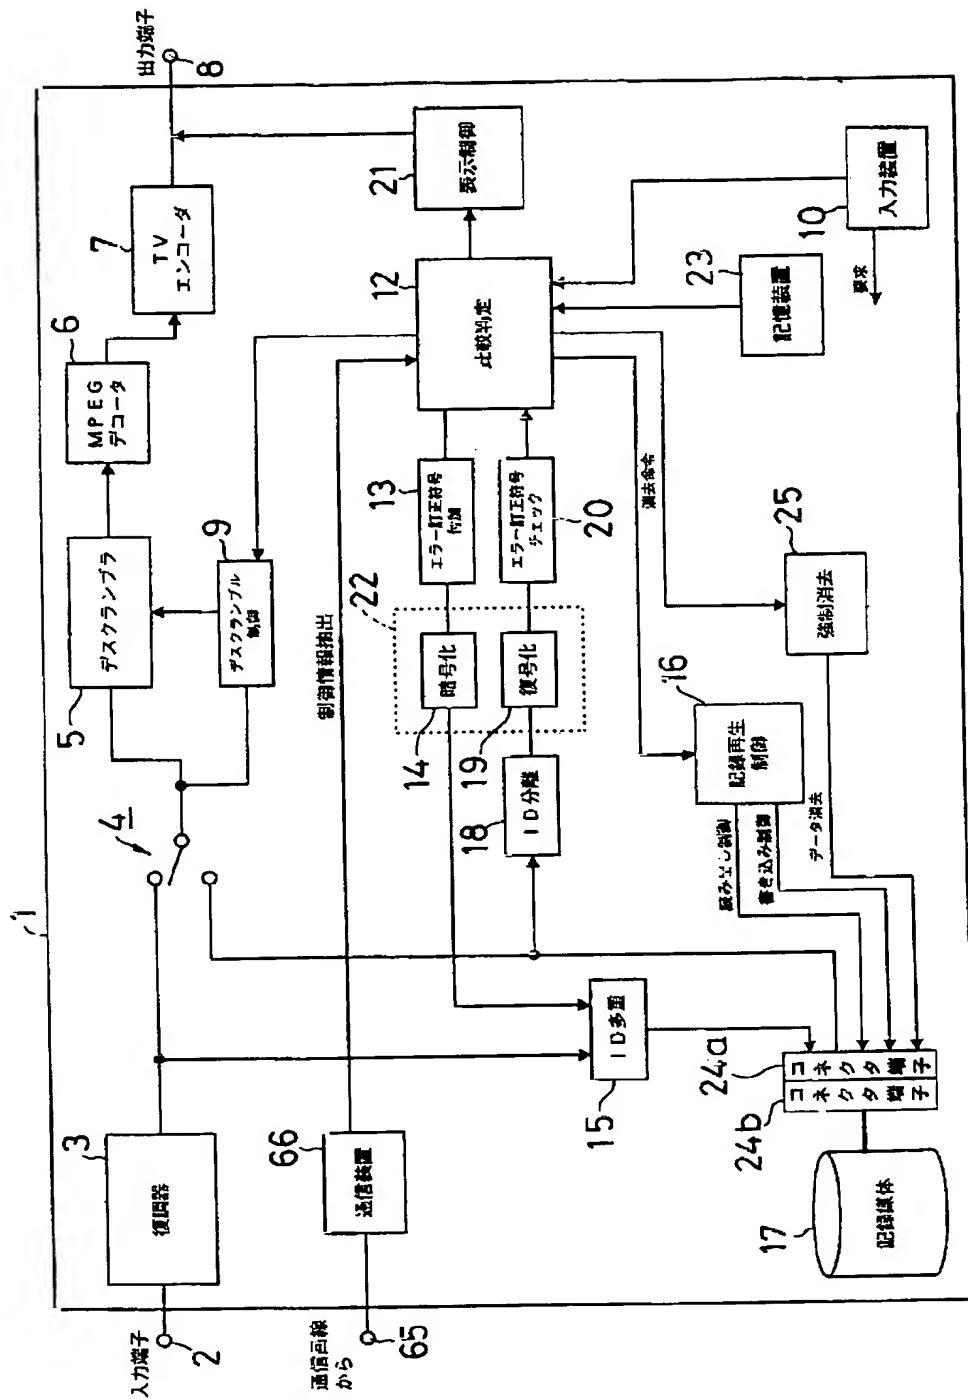 1
入力端子
2
3
復調器
4
5
デスクランブラ
6
MPEG
デコータ
7
TV
エンコータ
出力端子
8
9
デスクランブル
制御
通信画線
から
65
66
通信装置
制御情報抽出
12
比較判定
21
表示制御
13
エラー訂正符号
付加
エラー訂正符号
チェック
20
22
14
暗号化
19
復号化
18
ID分離
15
ID多重
16
記録再生
制御
書き込み制御
消去命令
25
強制消去
データ消去
23
記憶装置
10
入力装置
要求
24a
コネクタ端子
24b
コネクタ端子
17
記録媒体